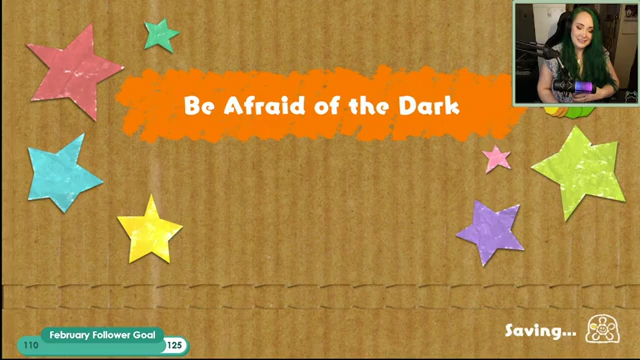 Be Afraid of the Dark
Saving...
February Follower Goal
110
125